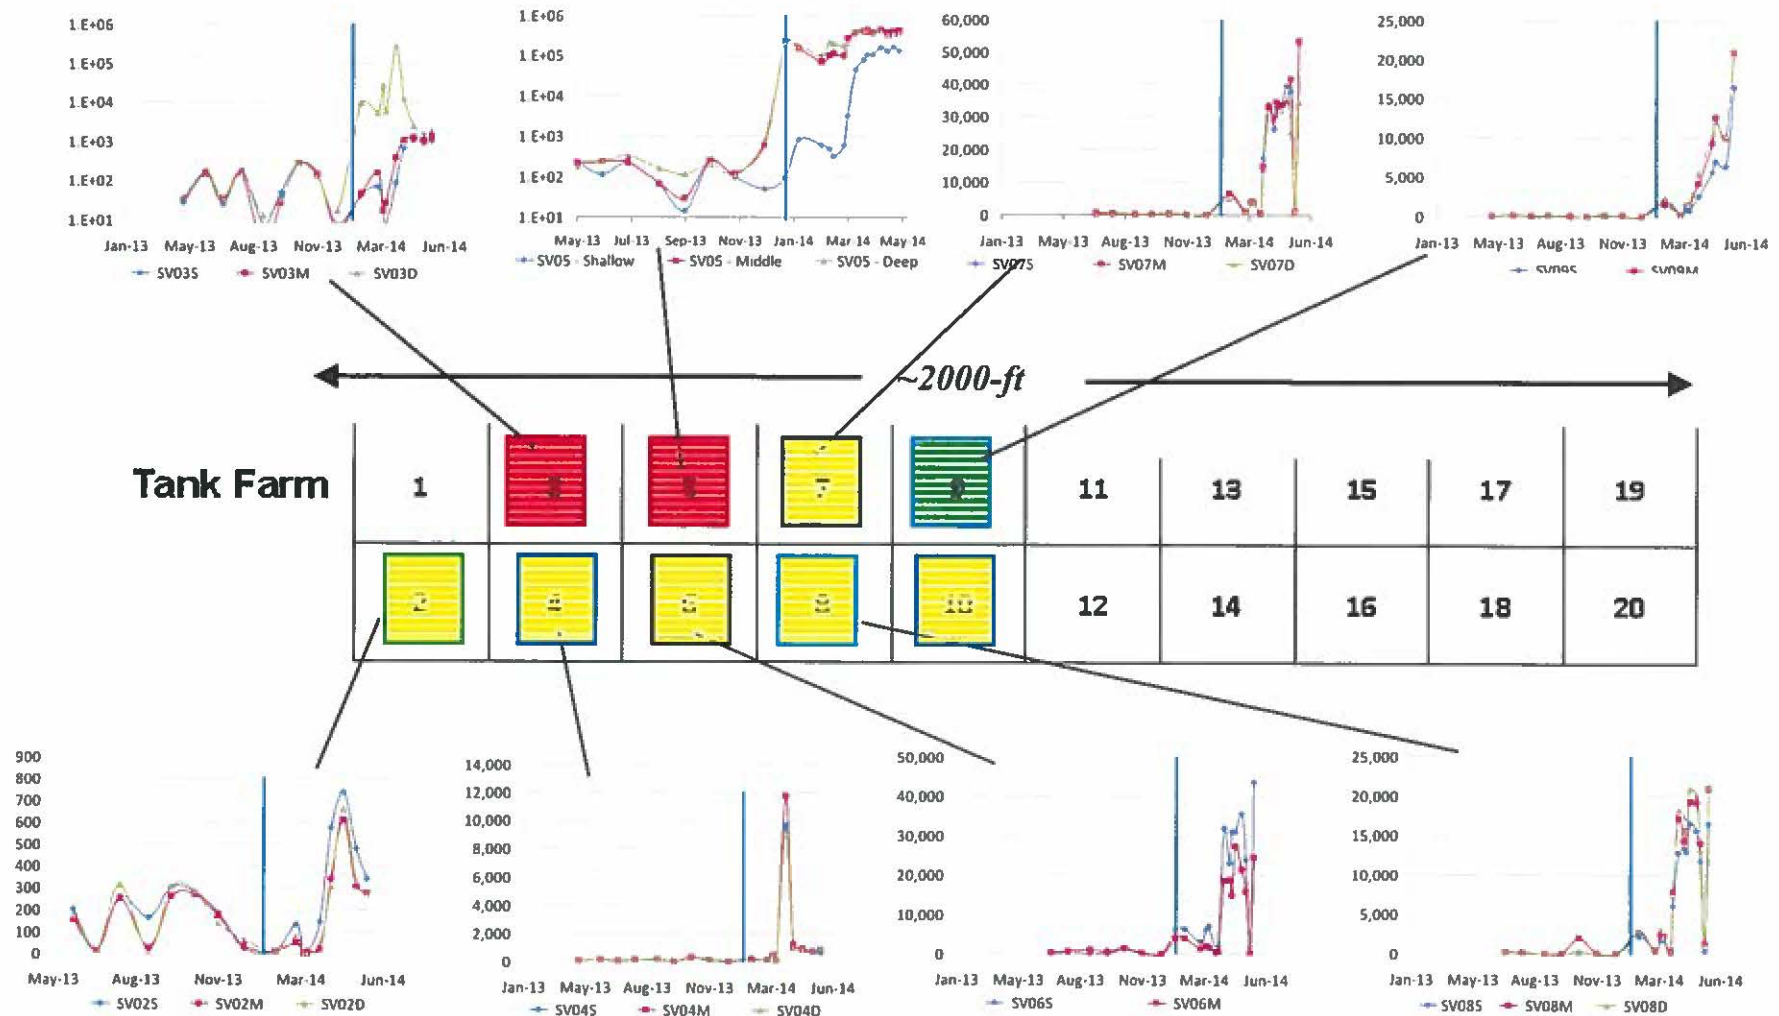 1.E+06
1.E+05
1.E+04
1.E+03
1.E+02
1.E+01
Jan-13 May-13 Aug-13 Nov-13 Mar-14 Jun-14
SV03S SV03M SV03D
1.E+06
1.E+05
1.E+04
1.E+03
1.E+02
1.E+01
May-13 Jul-13 Sep-13 Nov-13 Jan-14 Mar-14 May-14
SV05 - Shallow SV05 - Middle SV05 - Deep
60,000
50,000
40,000
30,000
20,000
10,000
0
Jan-13 May-13 Aug-13 Nov-13 Mar-14 Jun-14
SV07S SV07M SV07D
25,000
20,000
15,000
10,000
5,000
0
Jan-13 May-13 Aug-13 Nov-13 Mar-14 Jun-14
SV09S SV09M
~2000-ft
Tank Farm
1 7 9 11 13 15 17 19
2 4 6 8 10 12 14 16 18 20
900
800
700
600
500
400
300
200
100
0
May-13 Aug-13 Nov-13 Mar-14 Jun-14
SV02S SV02M SV02D
14,000
12,000
10,000
8,000
6,000
4,000
2,000
0
Jan-13 May-13 Aug-13 Nov-13 Mar-14 Jun-14
SV04S SV04M SV04D
50,000
40,000
30,000
20,000
10,000
0
Jan-13 May-13 Aug-13 Nov-13 Mar-14 Jun-14
SV06S SV06M
25,000
20,000
15,000
10,000
5,000
0
Jan-13 May-13 Aug-13 Nov-13 Mar-14 Jun-14
SV08S SV08M SV08D